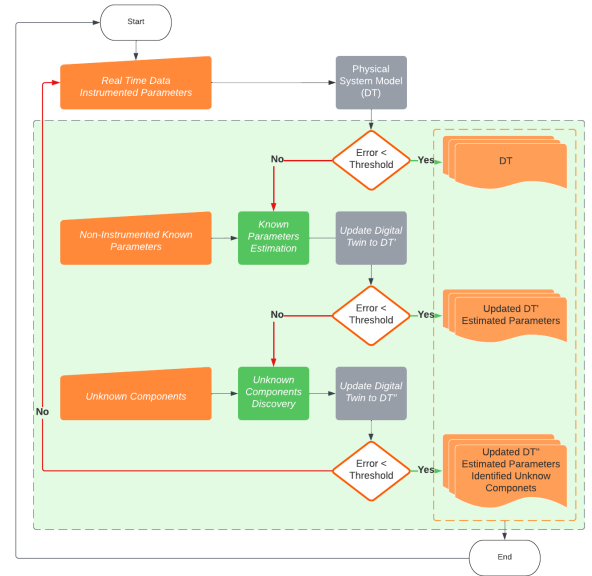 Start
Real Time Data
Instrumented Parameters
Physical
System Model
(DT)
Error <
Threshold
No
Yes
DT
Non-Instrumented Known
Parameters
Known
Parameters
Estimation
Update Digital
Twin to DT'
Error <
Threshold
No
Yes
Updated DT'
Estimated Parameters
Unknown Components
Unknown
Components
Discovery
Update Digital
Twin to DT"
No
Error <
Threshold
Yes
Updated DT"
Estimated Parameters
Identified Unknow
Componets
End